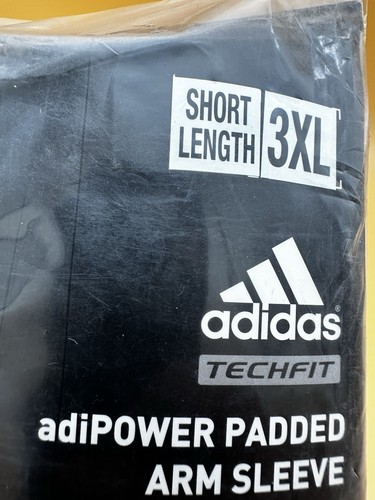 SHORT
LENGTH
3XL
adidas®
TECHFIT
adiPOWER PADDED
ARM SLEEVE